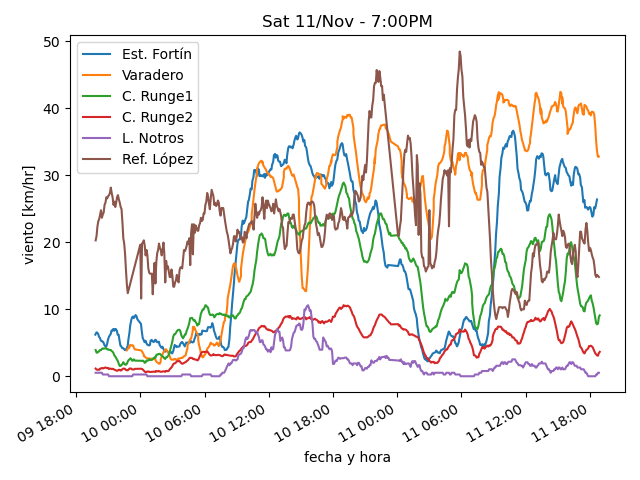 Sat 11/Nov - 7:00PM
50
40
30
20
10
0
viento [km/hr]
Est. Fortín
Varadero
C. Runge1
C. Runge2
L. Notros
Ref. López
09 18:00
10 00:00
10 06:00
10 12:00
10 18:00
11 00:00
11 06:00
11 12:00
11 18:00
fecha y hora